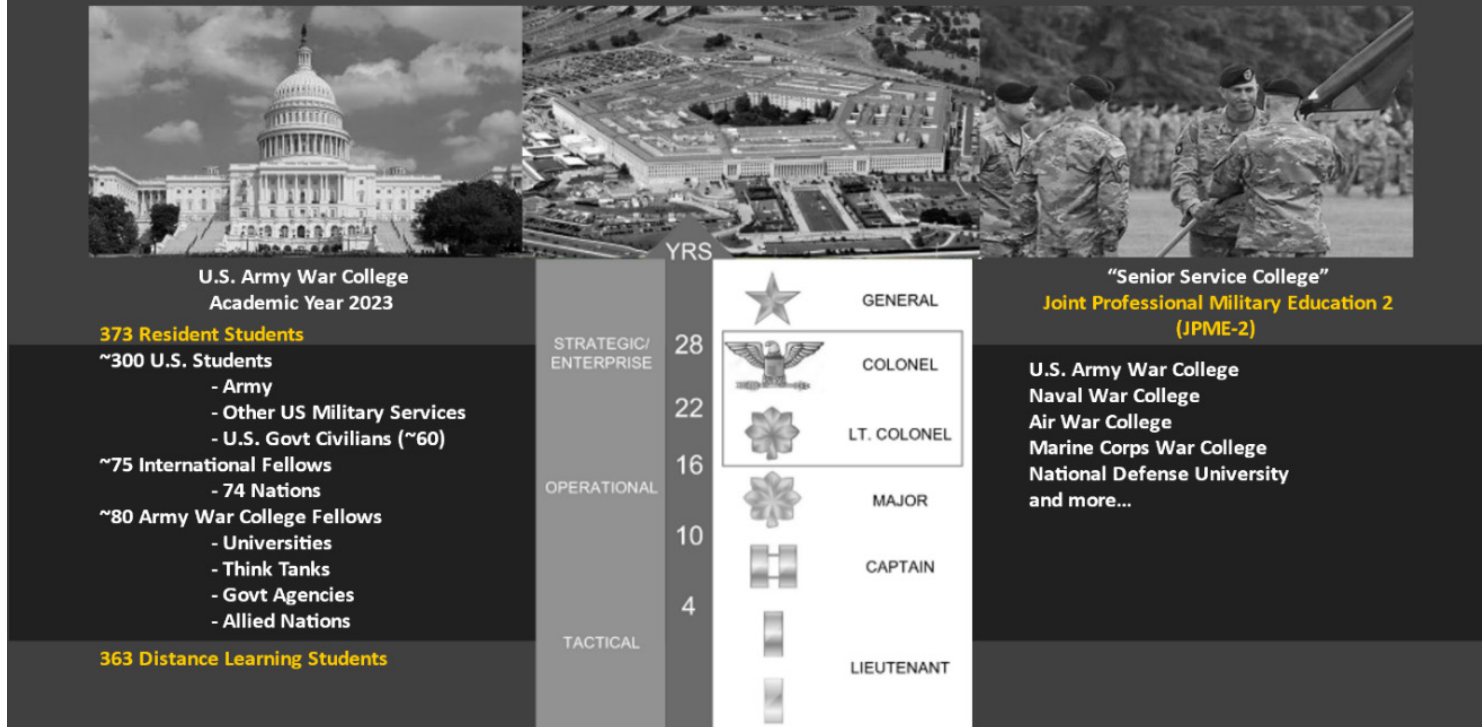 U.S. Army War College
Academic Year 2023
373 Resident Students
~300 U.S. Students
- Army
- Other US Military Services
- U.S. Govt Civilians (~60)
~75 International Fellows
- 74 Nations
~80 Army War College Fellows
- Universities
- Think Tanks
- Govt Agencies
- Allied Nations
363 Distance Learning Students
YRS
STRATEGIC/
ENTERPRISE
OPERATIONAL
TACTICAL
28
22
16
10
4
GENERAL
COLONEL
LT. COLONEL
MAJOR
CAPTAIN
LIEUTENANT
“Senior Service College”
Joint Professional Military Education 2
(JPME-2)
U.S. Army War College
Naval War College
Air War College
Marine Corps War College
National Defense University
and more...